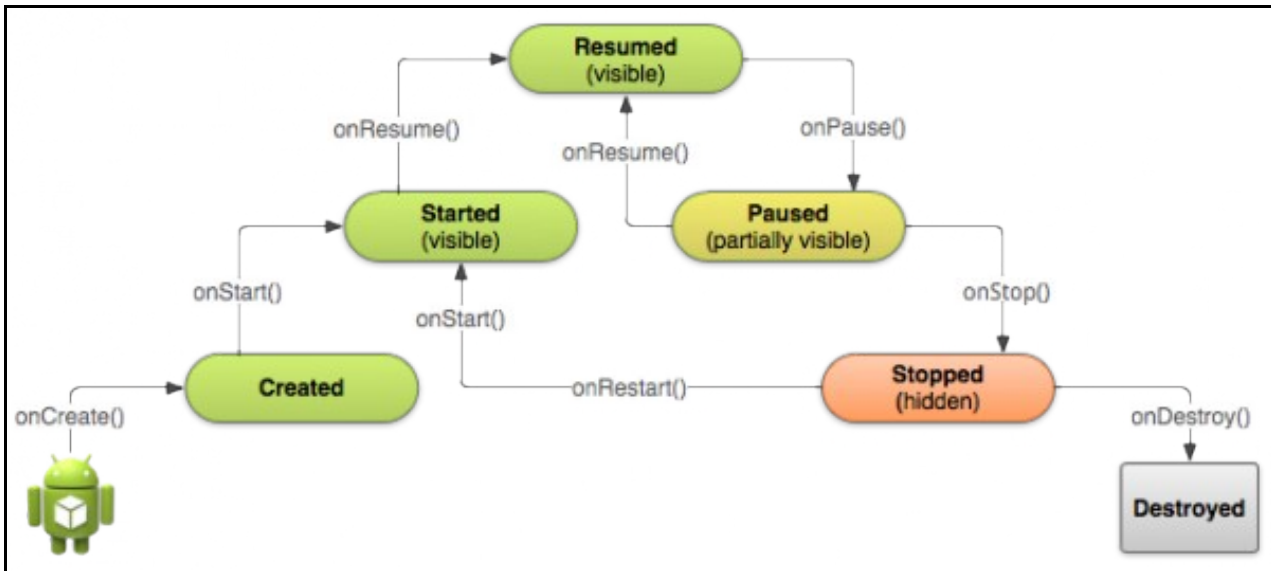 Resumed
(visible)
onResume()
onResume()
onPause()
Started
(visible)
Paused
(partially visible)
onStart()
onStart()
onStop()
Created
onRestart()
Stopped
(hidden)
onCreate()
onDestroy()
Destroyed